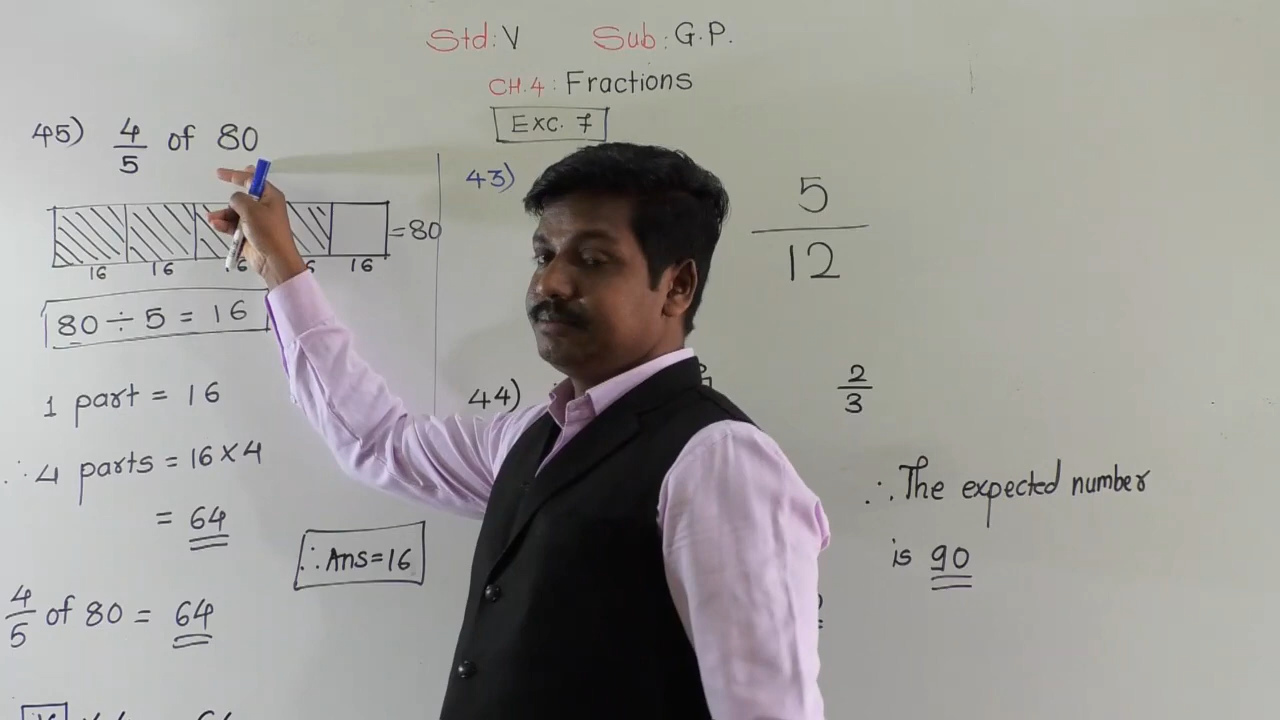 Std: V Sub: G.P.
CH.4: Fractions
Exc. 7
45) 4/5 of 80
= 80
16 16 16 16
80 ÷ 5 = 16
1 part = 16
∴ 4 parts = 16 × 4
= 64
∴ Ans = 16
4/5 of 80 = 64
43)
5/12
44)
2/3
∴ The expected number
is 90